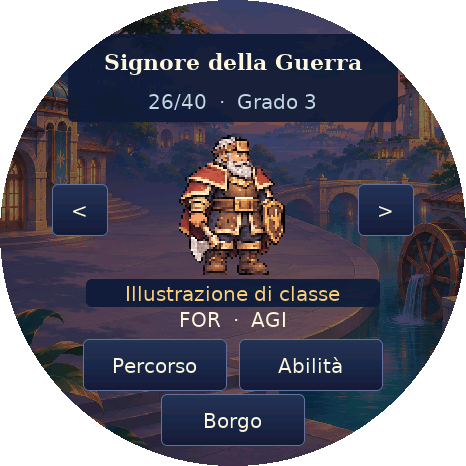 Signore della Guerra
26/40 · Grado 3
< >
Illustrazione di classe
FOR · AGI
Percorso Abilità
Borgo